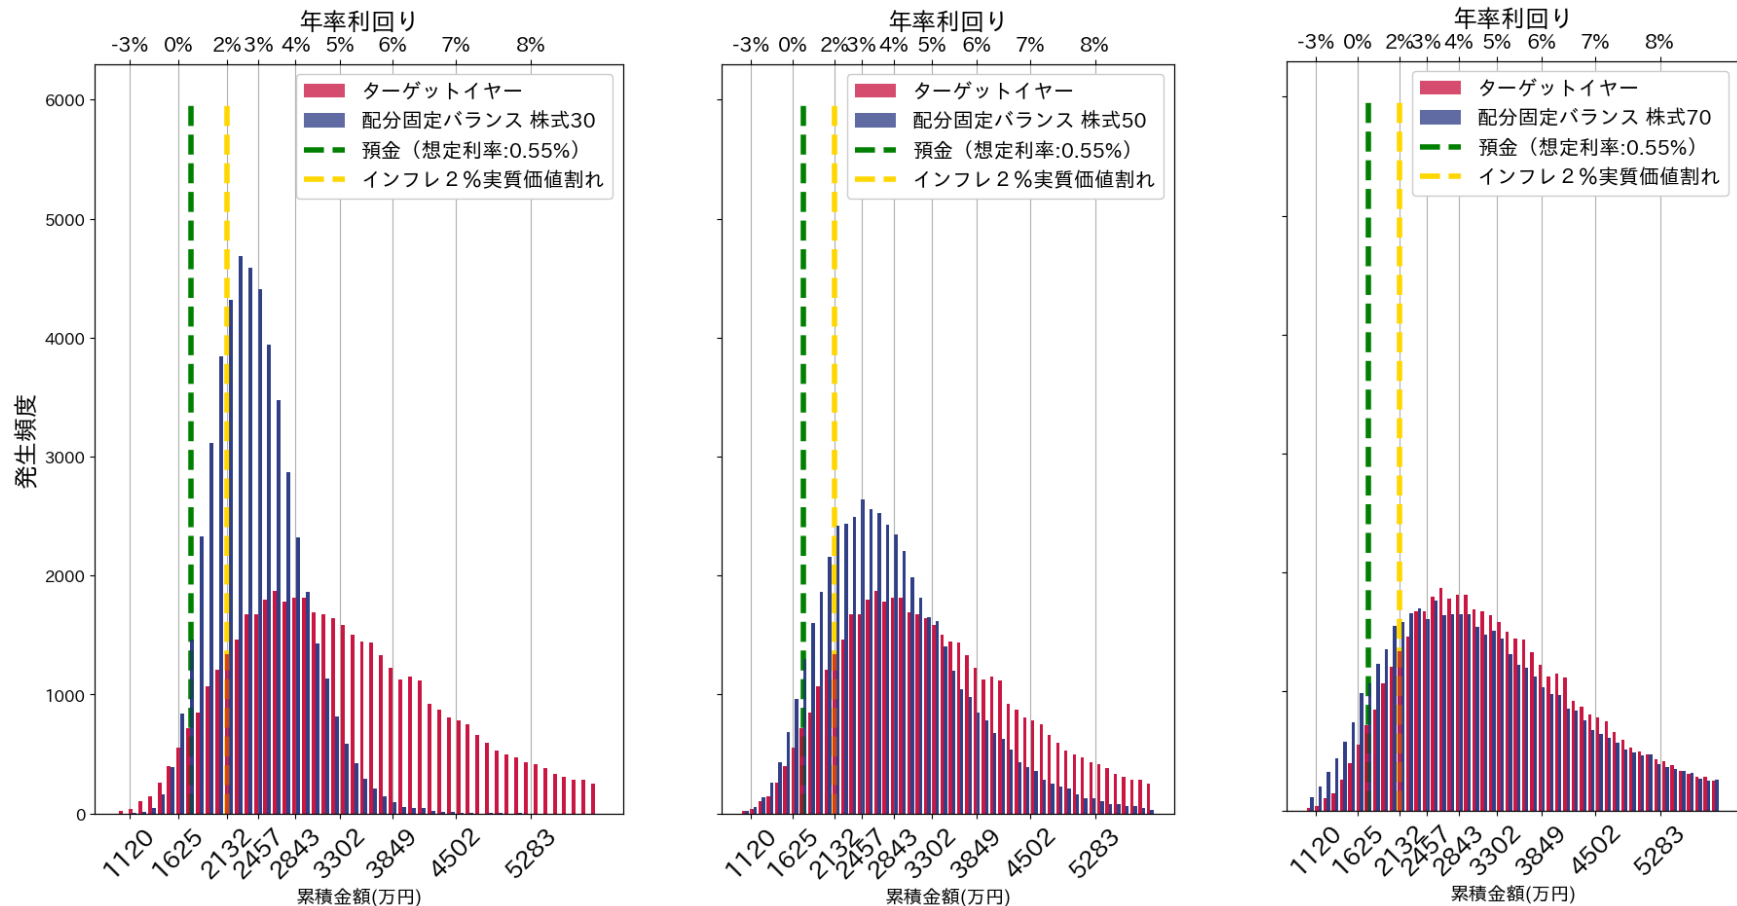 年率利回り
-3% 0% 2% 3% 4% 5% 6% 7% 8%
ターゲットイヤー
配分固定バランス 株式30
預金（想定利率:0.55%）
インフレ２％実質価値割れ
発生頻度
6000
5000
4000
3000
2000
1000
0
1120 1625 2132 2457 2843 3302 3849 4502 5283
累積金額(万円)
年率利回り
-3% 0% 2% 3% 4% 5% 6% 7% 8%
ターゲットイヤー
配分固定バランス 株式50
預金（想定利率:0.55%）
インフレ２％実質価値割れ
1120 1625 2132 2457 2843 3302 3849 4502 5283
累積金額(万円)
年率利回り
-3% 0% 2% 3% 4% 5% 6% 7% 8%
ターゲットイヤー
配分固定バランス 株式70
預金（想定利率:0.55%）
インフレ２％実質価値割れ
1120 1625 2132 2457 2843 3302 3849 4502 5283
累積金額(万円)